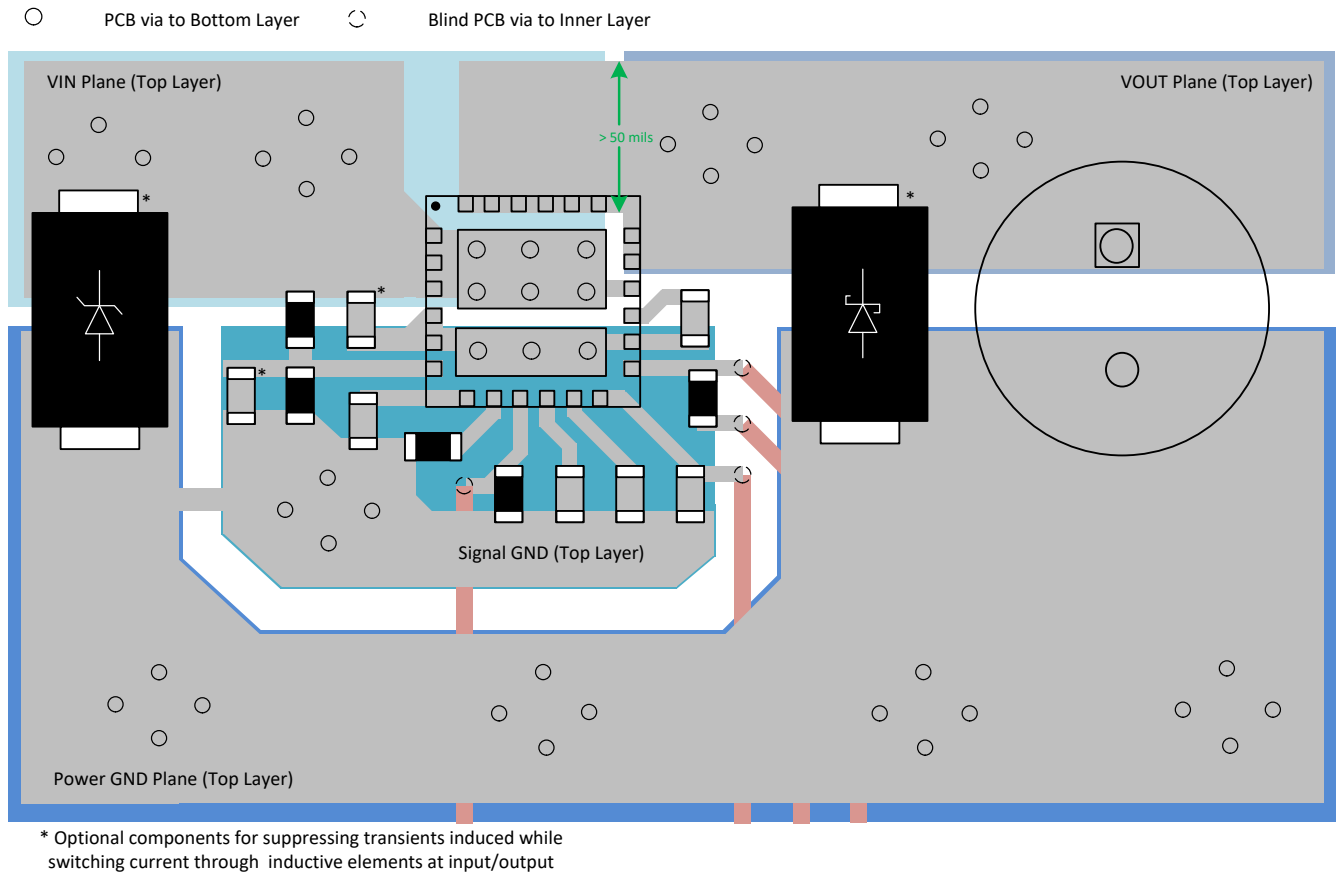 PCB via to Bottom Layer
Blind PCB via to Inner Layer
VIN Plane (Top Layer)
VOUT Plane (Top Layer)
> 50 mils
*
*
*
*
Signal GND (Top Layer)
Power GND Plane (Top Layer)
* Optional components for suppressing transients induced while
switching current through inductive elements at input/output